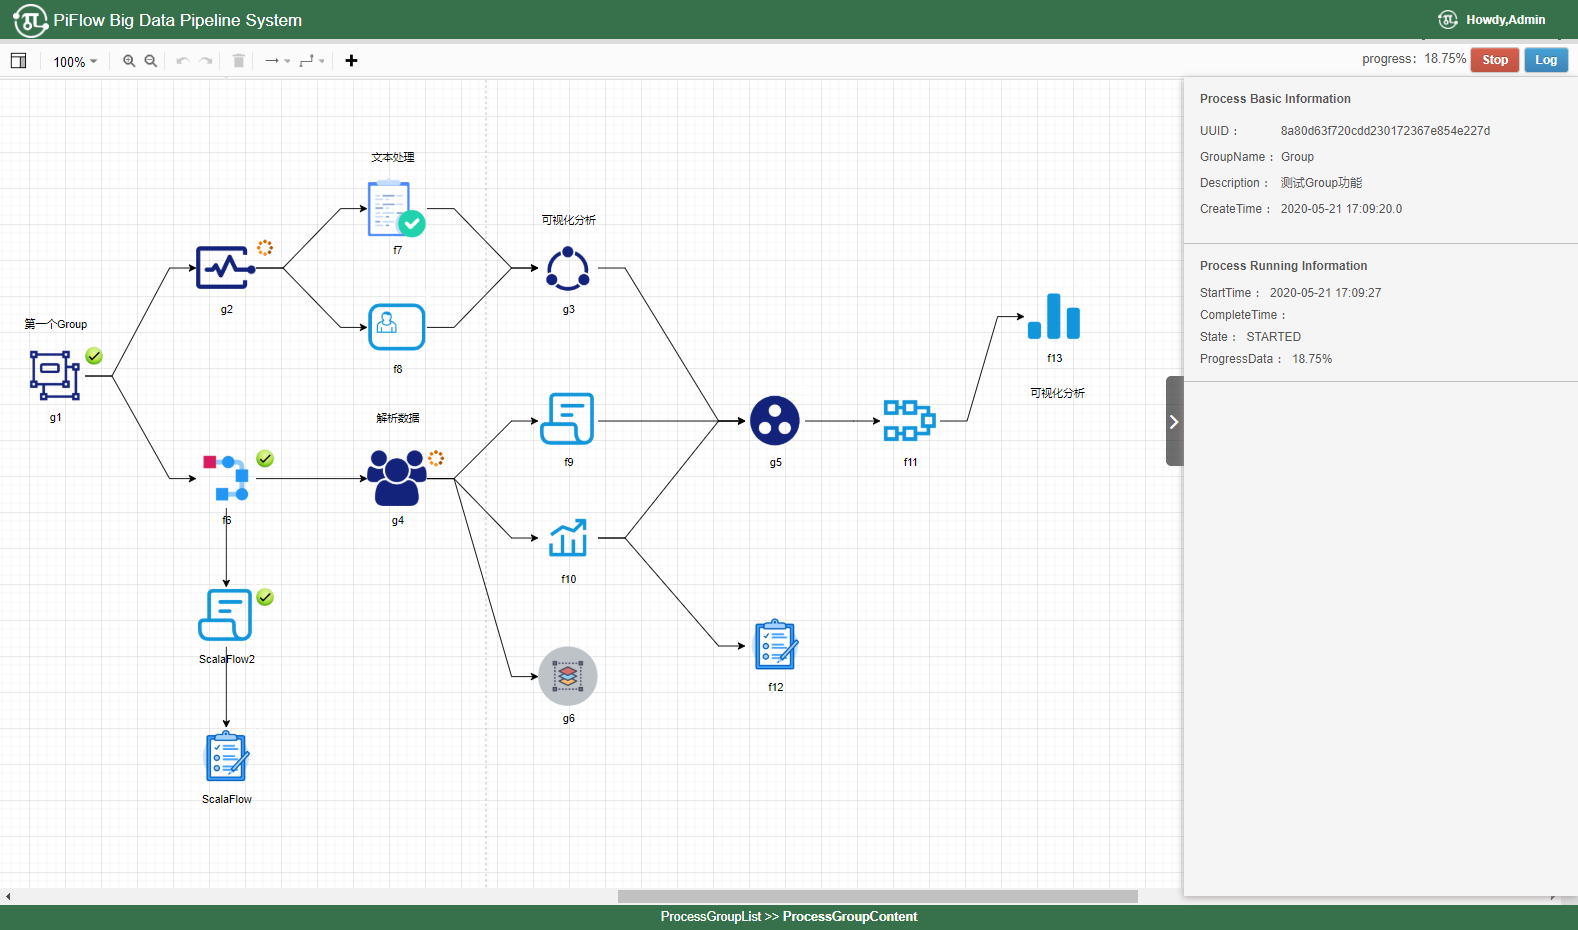 PiFlow Big Data Pipeline System
Howdy,Admin
100%
progress: 18.75%
Stop
Log
文本处理
f7
可视化分析
g2
g3
f8
第一个Group
g1
f13
可视化分析
解析数据
f9
g5
f11
f6
g4
f10
ScalaFlow2
f12
g6
ScalaFlow
Process Basic Information
UUID : 8a80d63f720cdd230172367e854e227d
GroupName : Group
Description : 测试Group功能
CreateTime : 2020-05-21 17:09:20.0
Process Running Information
StartTime : 2020-05-21 17:09:27
CompleteTime :
State : STARTED
ProgressData : 18.75%
ProcessGroupList >> ProcessGroupContent